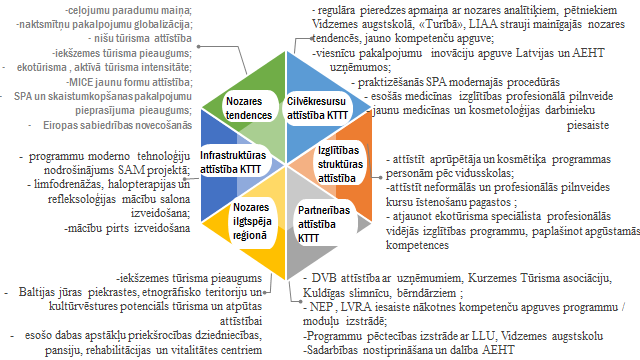 -ceļojumu paradumu maiņa;
-naktsmītņu pakalpojumu globalizācija;
- nišu tūrisma attīstība
-iekšzemes tūrisma pieaugums;
- ekotūrisma , aktīvā tūrisma intensitāte;
-MICE jaunu formu attīstība;
- SPA un skaistumkopšanas pakalpojumu
pieprasījuma pieaugums;
- Eiropas sabiedrības novecošanās
- regulāra pieredzes apmaiņa ar nozares analītiķiem, pētniekiem
Vidzemes augstskolā, «Turībā», LIAA strauji mainīgajās nozares
tendencēs, jauno kompetenču apguve;
-viesnīcu pakalpojumu inovāciju apguve Latvijas un AEHT
uzņēmumos;
- praktizēšanās SPA modernajās procedūrās
- esošās medicīnas izglītības profesionālā pilnveide
- jaunu medicīnas un kosmetoloģijas darbinieku
piesaiste
Nozares
tendences
Cilvēkresursu
attīstība KTTT
Infrastruktūras
attīstība KTTT
Izglītības
struktūras
attīstība
Nozares
ilgtspēja
reģionā
Partnerības
attīstība
KTTT
- programmu moderno tehnoloģiju
nodrošinājums SAM projektā;
- limfodrenāžas, haloterapijas un
refleksoloģijas mācību salona
izveidošana;
-mācību pirts izveidošana
- attīstīt aprūpētāja un kosmētiķa programmas
personām pēc vidusskolas;
-attīstīt neformālās un profesionālās pilnveides
kursu īstenošanu pagastos ;
- atjaunot ekotūrisma speciālista profesionālās
vidējās izglītības programmu, paplašinot apgūstamās
kompetences
-iekšzemes tūrisma pieaugums
- Baltijas jūras piekrastes, etnogrāfisko teritoriju un
kultūrvēstures potenciāls tūrisma un atpūtas
attīstībai
- esošo dabas apstākļu priekšrocības dziedniecības,
pansiju, rehabilitācijas un vitalitātes centriem
- DVB attīstība ar uzņēmumiem, Kurzemes Tūrisma asociāciju,
Kuldīgas slimnīcu, bērndārziem ;
- NEP , LVRA iesaiste nākotnes kompetenču apguves programmu /
moduļu izstrādē;
-Programmu pēctecības izstrāde ar LLU, Vidzemes augstskolu
-Sadarbības nostiprināšana un dalība AEHT